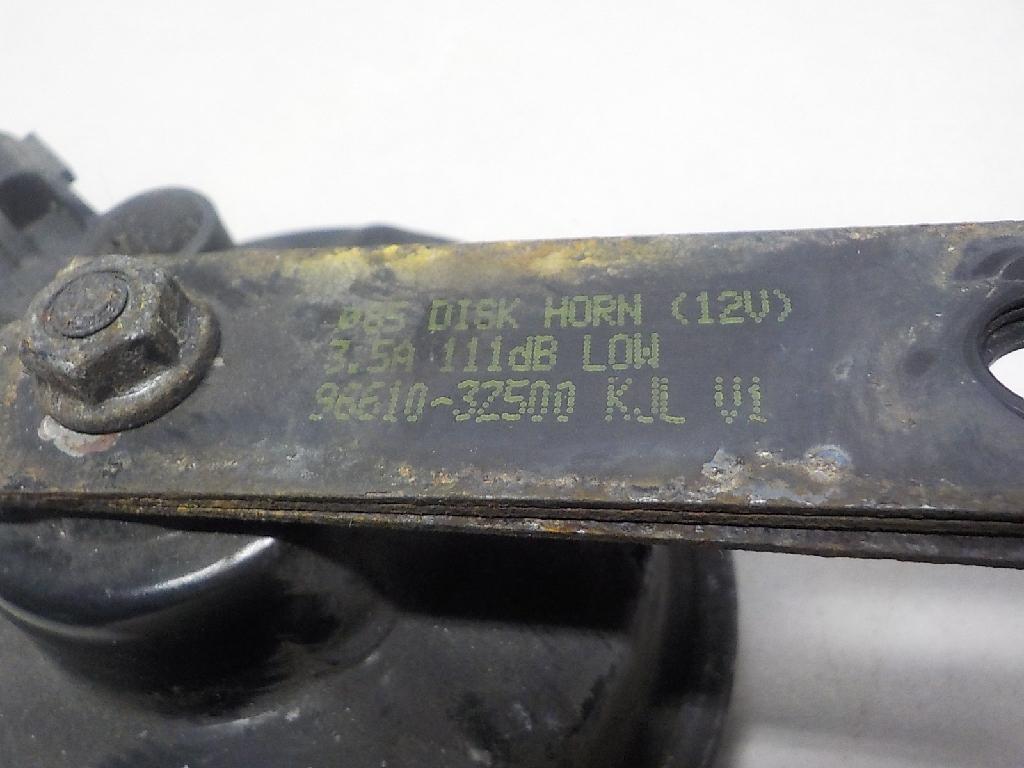 Ø85 DISK HORN (12V)
3.5A 111dB LOW
96610-3Z500 KJL V1